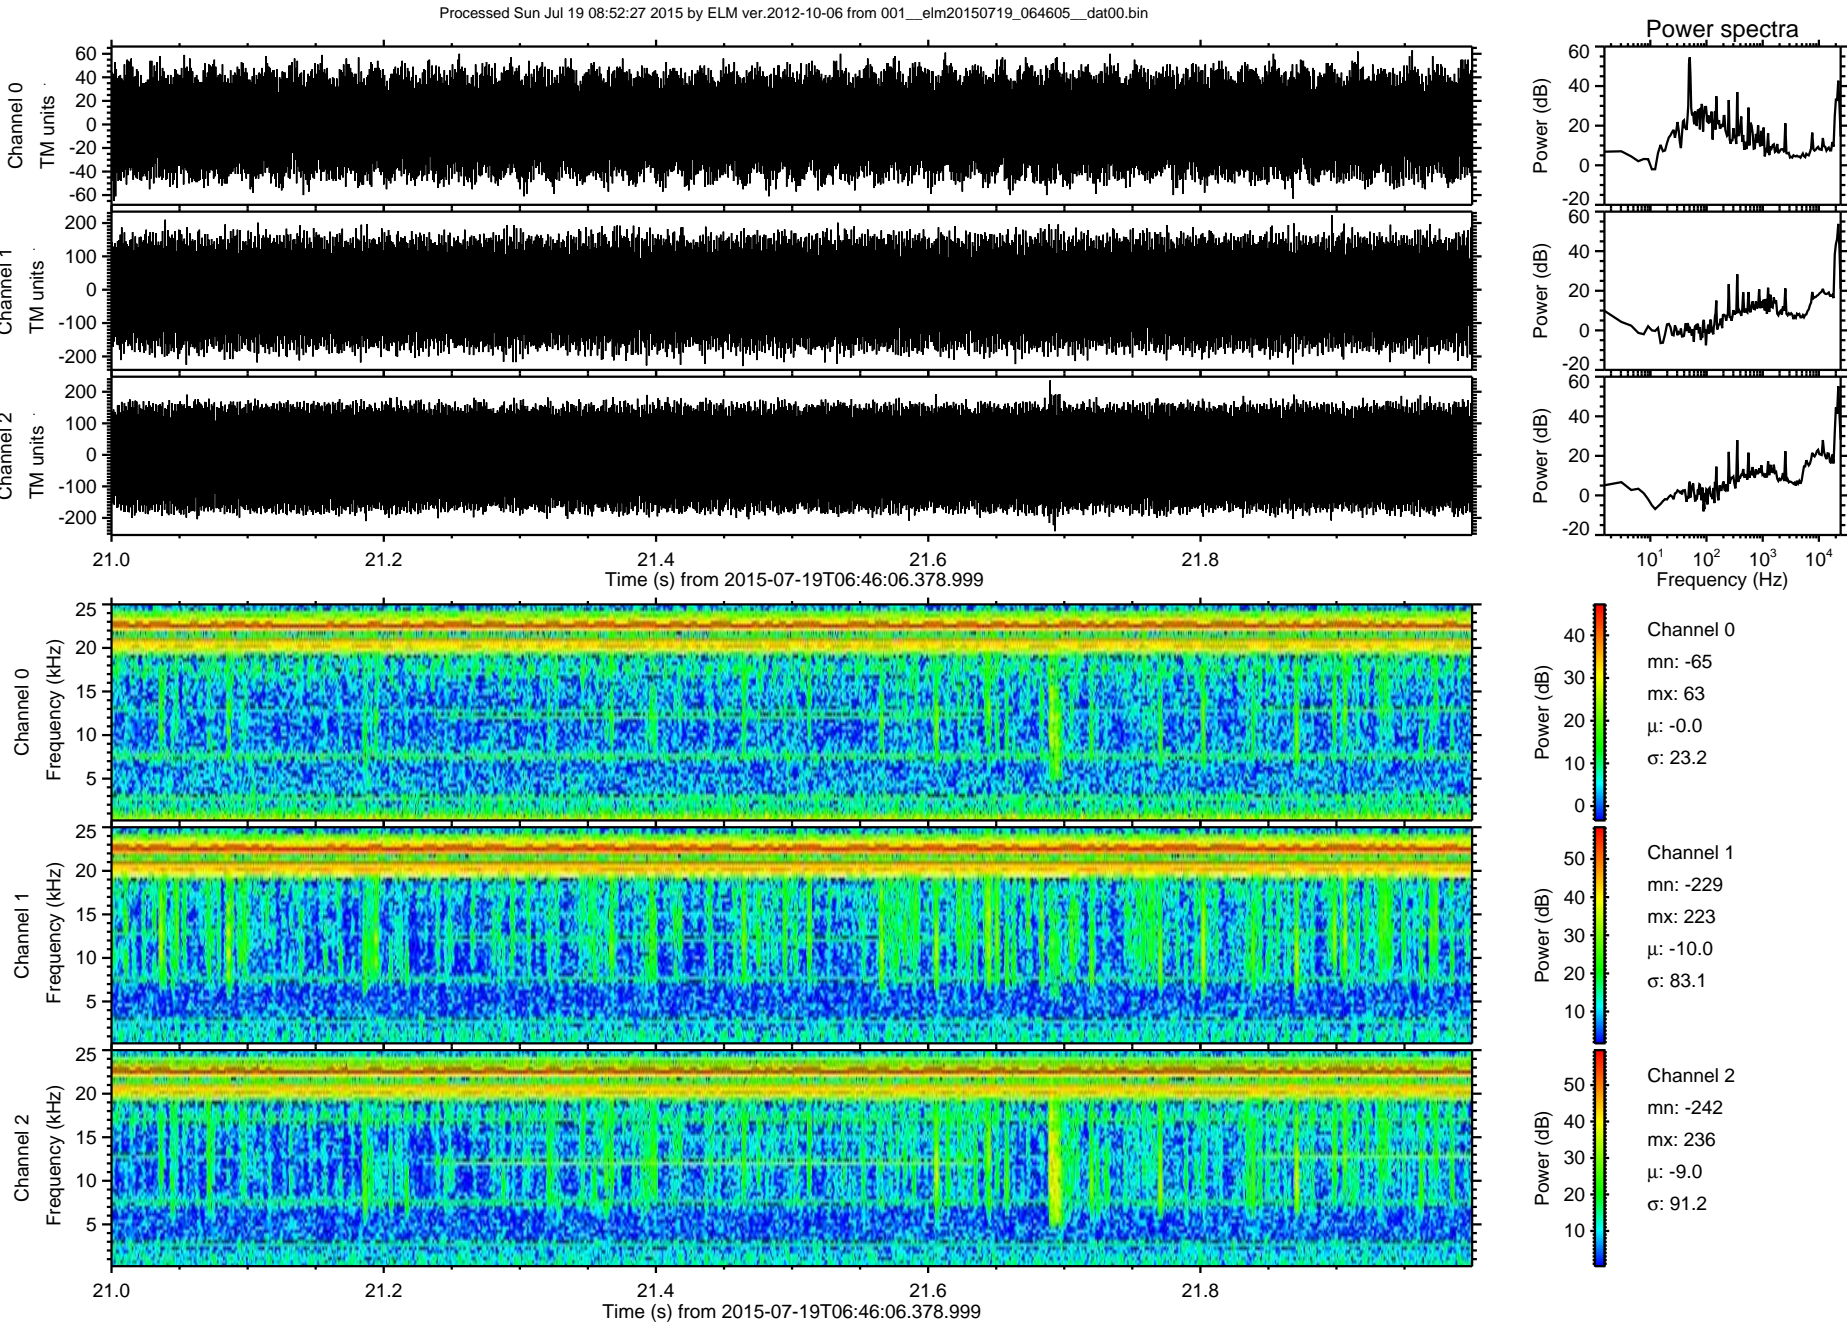 Processed Sun Jul 19 08:52:27 2015 by ELM ver.2012-10-06 from 001__elm20150719_064605__dat00.bin
Power spectra
Channel 0
TM units
60
40
20
0
-20
-40
-60
Power (dB)
60
40
20
0
-20
Channel 1
TM units
200
100
0
-100
-200
Power (dB)
60
40
20
0
-20
Channel 2
TM units
200
100
0
-100
-200
Power (dB)
60
40
20
0
-20
21.0 21.2 21.4 21.6 21.8
Time (s) from 2015-07-19T06:46:06.378.999
10^1 10^2 10^3 10^4
Frequency (Hz)
Channel 0
Frequency (kHz)
25
20
15
10
5
Power (dB)
40
30
20
10
0
Channel 0
mn: -65
mx: 63
μ: -0.0
σ: 23.2
Channel 1
Frequency (kHz)
25
20
15
10
5
Power (dB)
50
40
30
20
10
Channel 1
mn: -229
mx: 223
μ: -10.0
σ: 83.1
Channel 2
Frequency (kHz)
25
20
15
10
5
Power (dB)
50
40
30
20
10
Channel 2
mn: -242
mx: 236
μ: -9.0
σ: 91.2
21.0 21.2 21.4 21.6 21.8
Time (s) from 2015-07-19T06:46:06.378.999